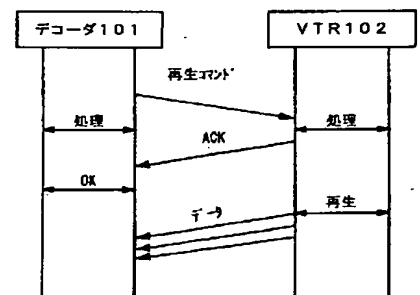 デコーダ101
VTR102
再生コマンド
処理
処理
ACK
OK
再生
データ